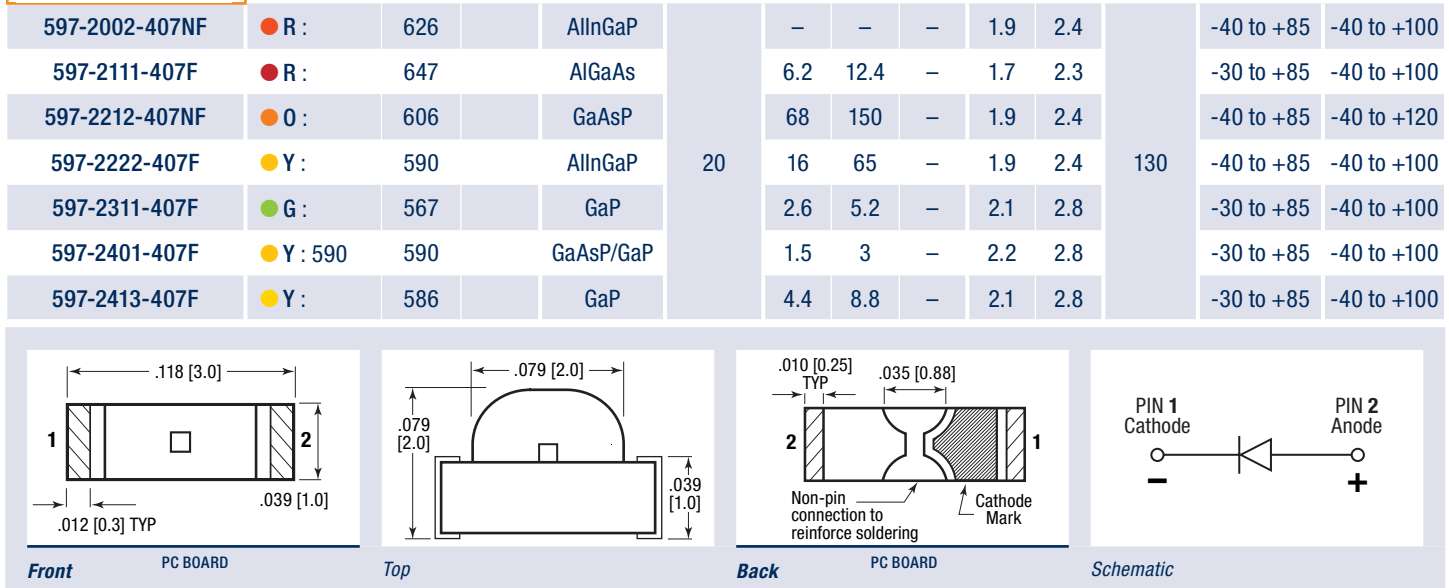 597-2002-407NF R : 626 AlInGaP – – – 1.9 2.4 -40 to +85 -40 to +100
597-2111-407F R : 647 AlGaAs 6.2 12.4 – 1.7 2.3 -30 to +85 -40 to +100
597-2212-407NF O : 606 GaAsP 68 150 – 1.9 2.4 -40 to +85 -40 to +120
597-2222-407F Y : 590 AlInGaP 20 16 65 – 1.9 2.4 130 -40 to +85 -40 to +100
597-2311-407F G : 567 GaP 2.6 5.2 – 2.1 2.8 -30 to +85 -40 to +100
597-2401-407F Y : 590 590 GaAsP/GaP 1.5 3 – 2.2 2.8 -30 to +85 -40 to +100
597-2413-407F Y : 586 GaP 4.4 8.8 – 2.1 2.8 -30 to +85 -40 to +100
.118 [3.0]
1
2
.039 [1.0]
.012 [0.3] TYP
Front PC BOARD
.079 [2.0]
.079
[2.0]
.039
[1.0]
Top
.010 [0.25]
TYP
.035 [0.88]
2
1
Non-pin
connection to
reinforce soldering
Cathode
Mark
Back PC BOARD
PIN 1
Cathode
PIN 2
Anode
– +
Schematic